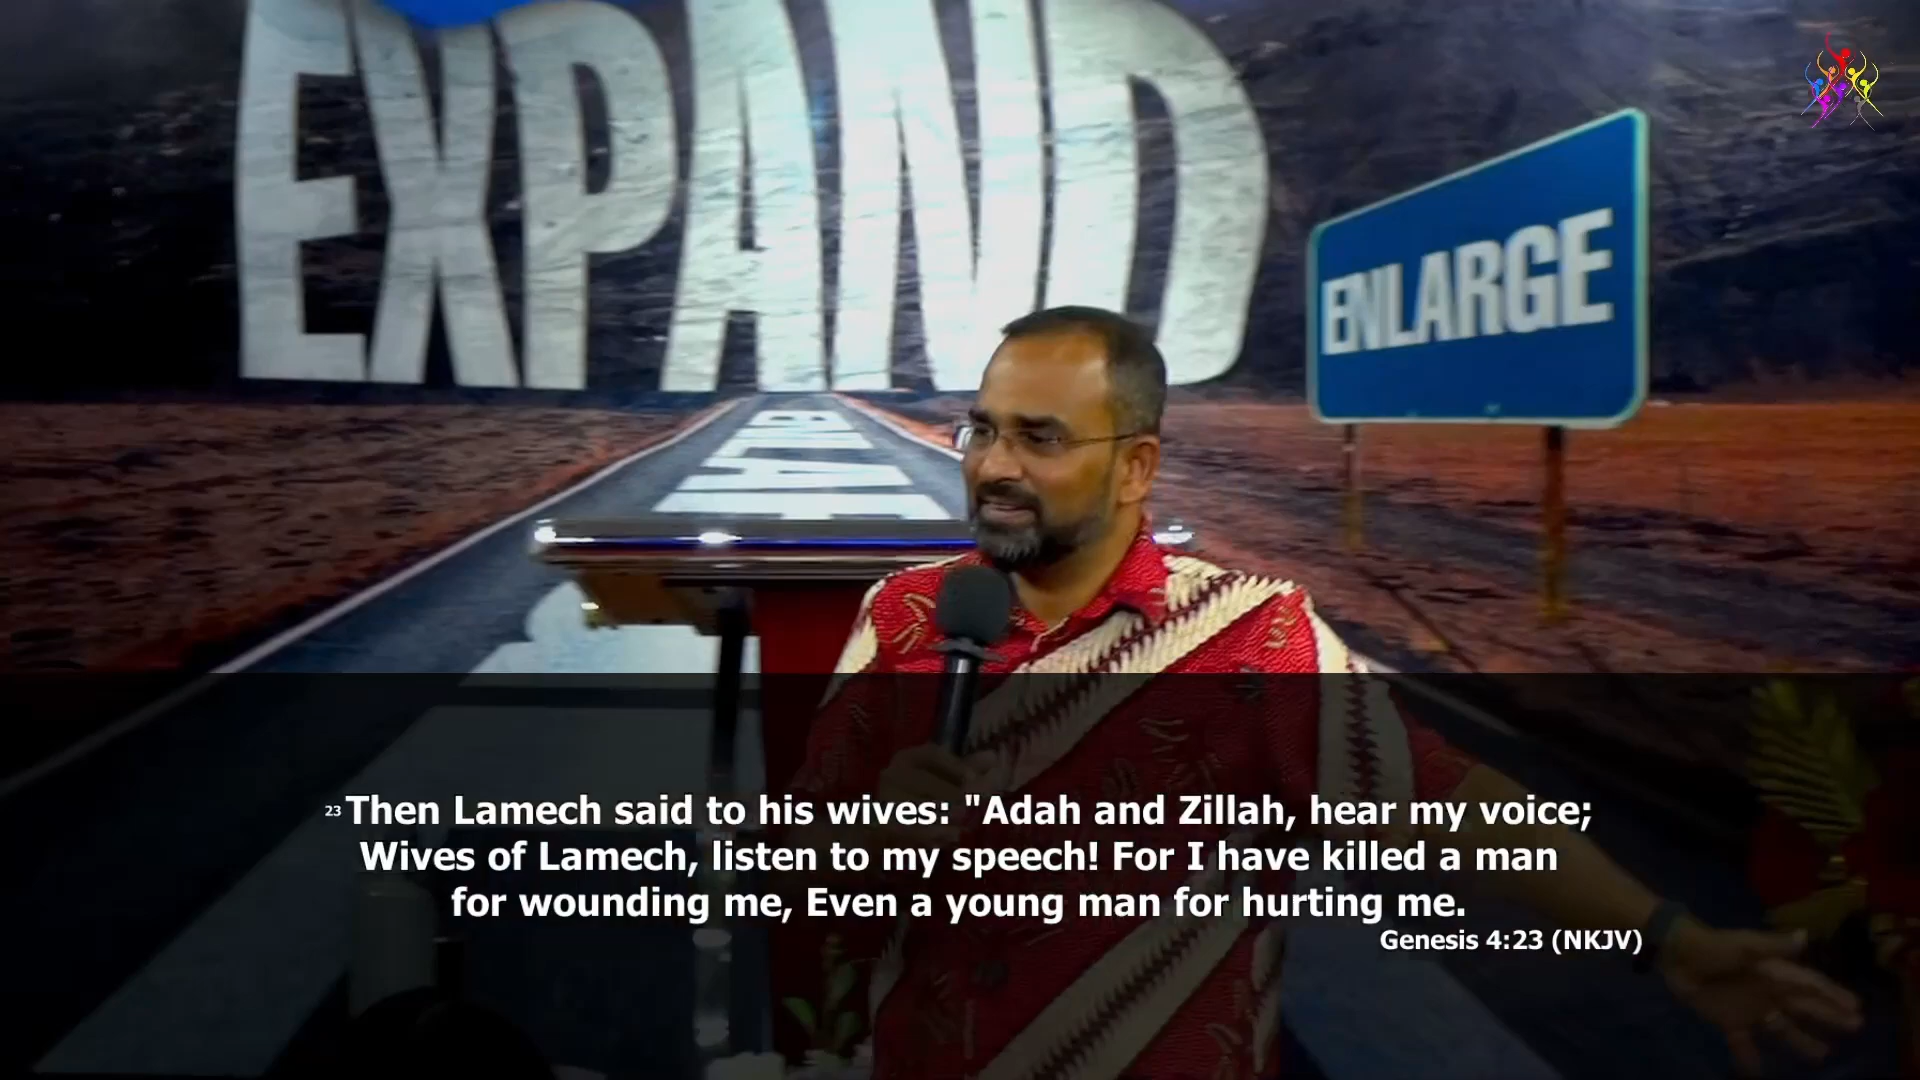 EXPAND
ENLARGE
23 Then Lamech said to his wives: "Adah and Zillah, hear my voice;
Wives of Lamech, listen to my speech! For I have killed a man
for wounding me, Even a young man for hurting me.
Genesis 4:23 (NKJV)